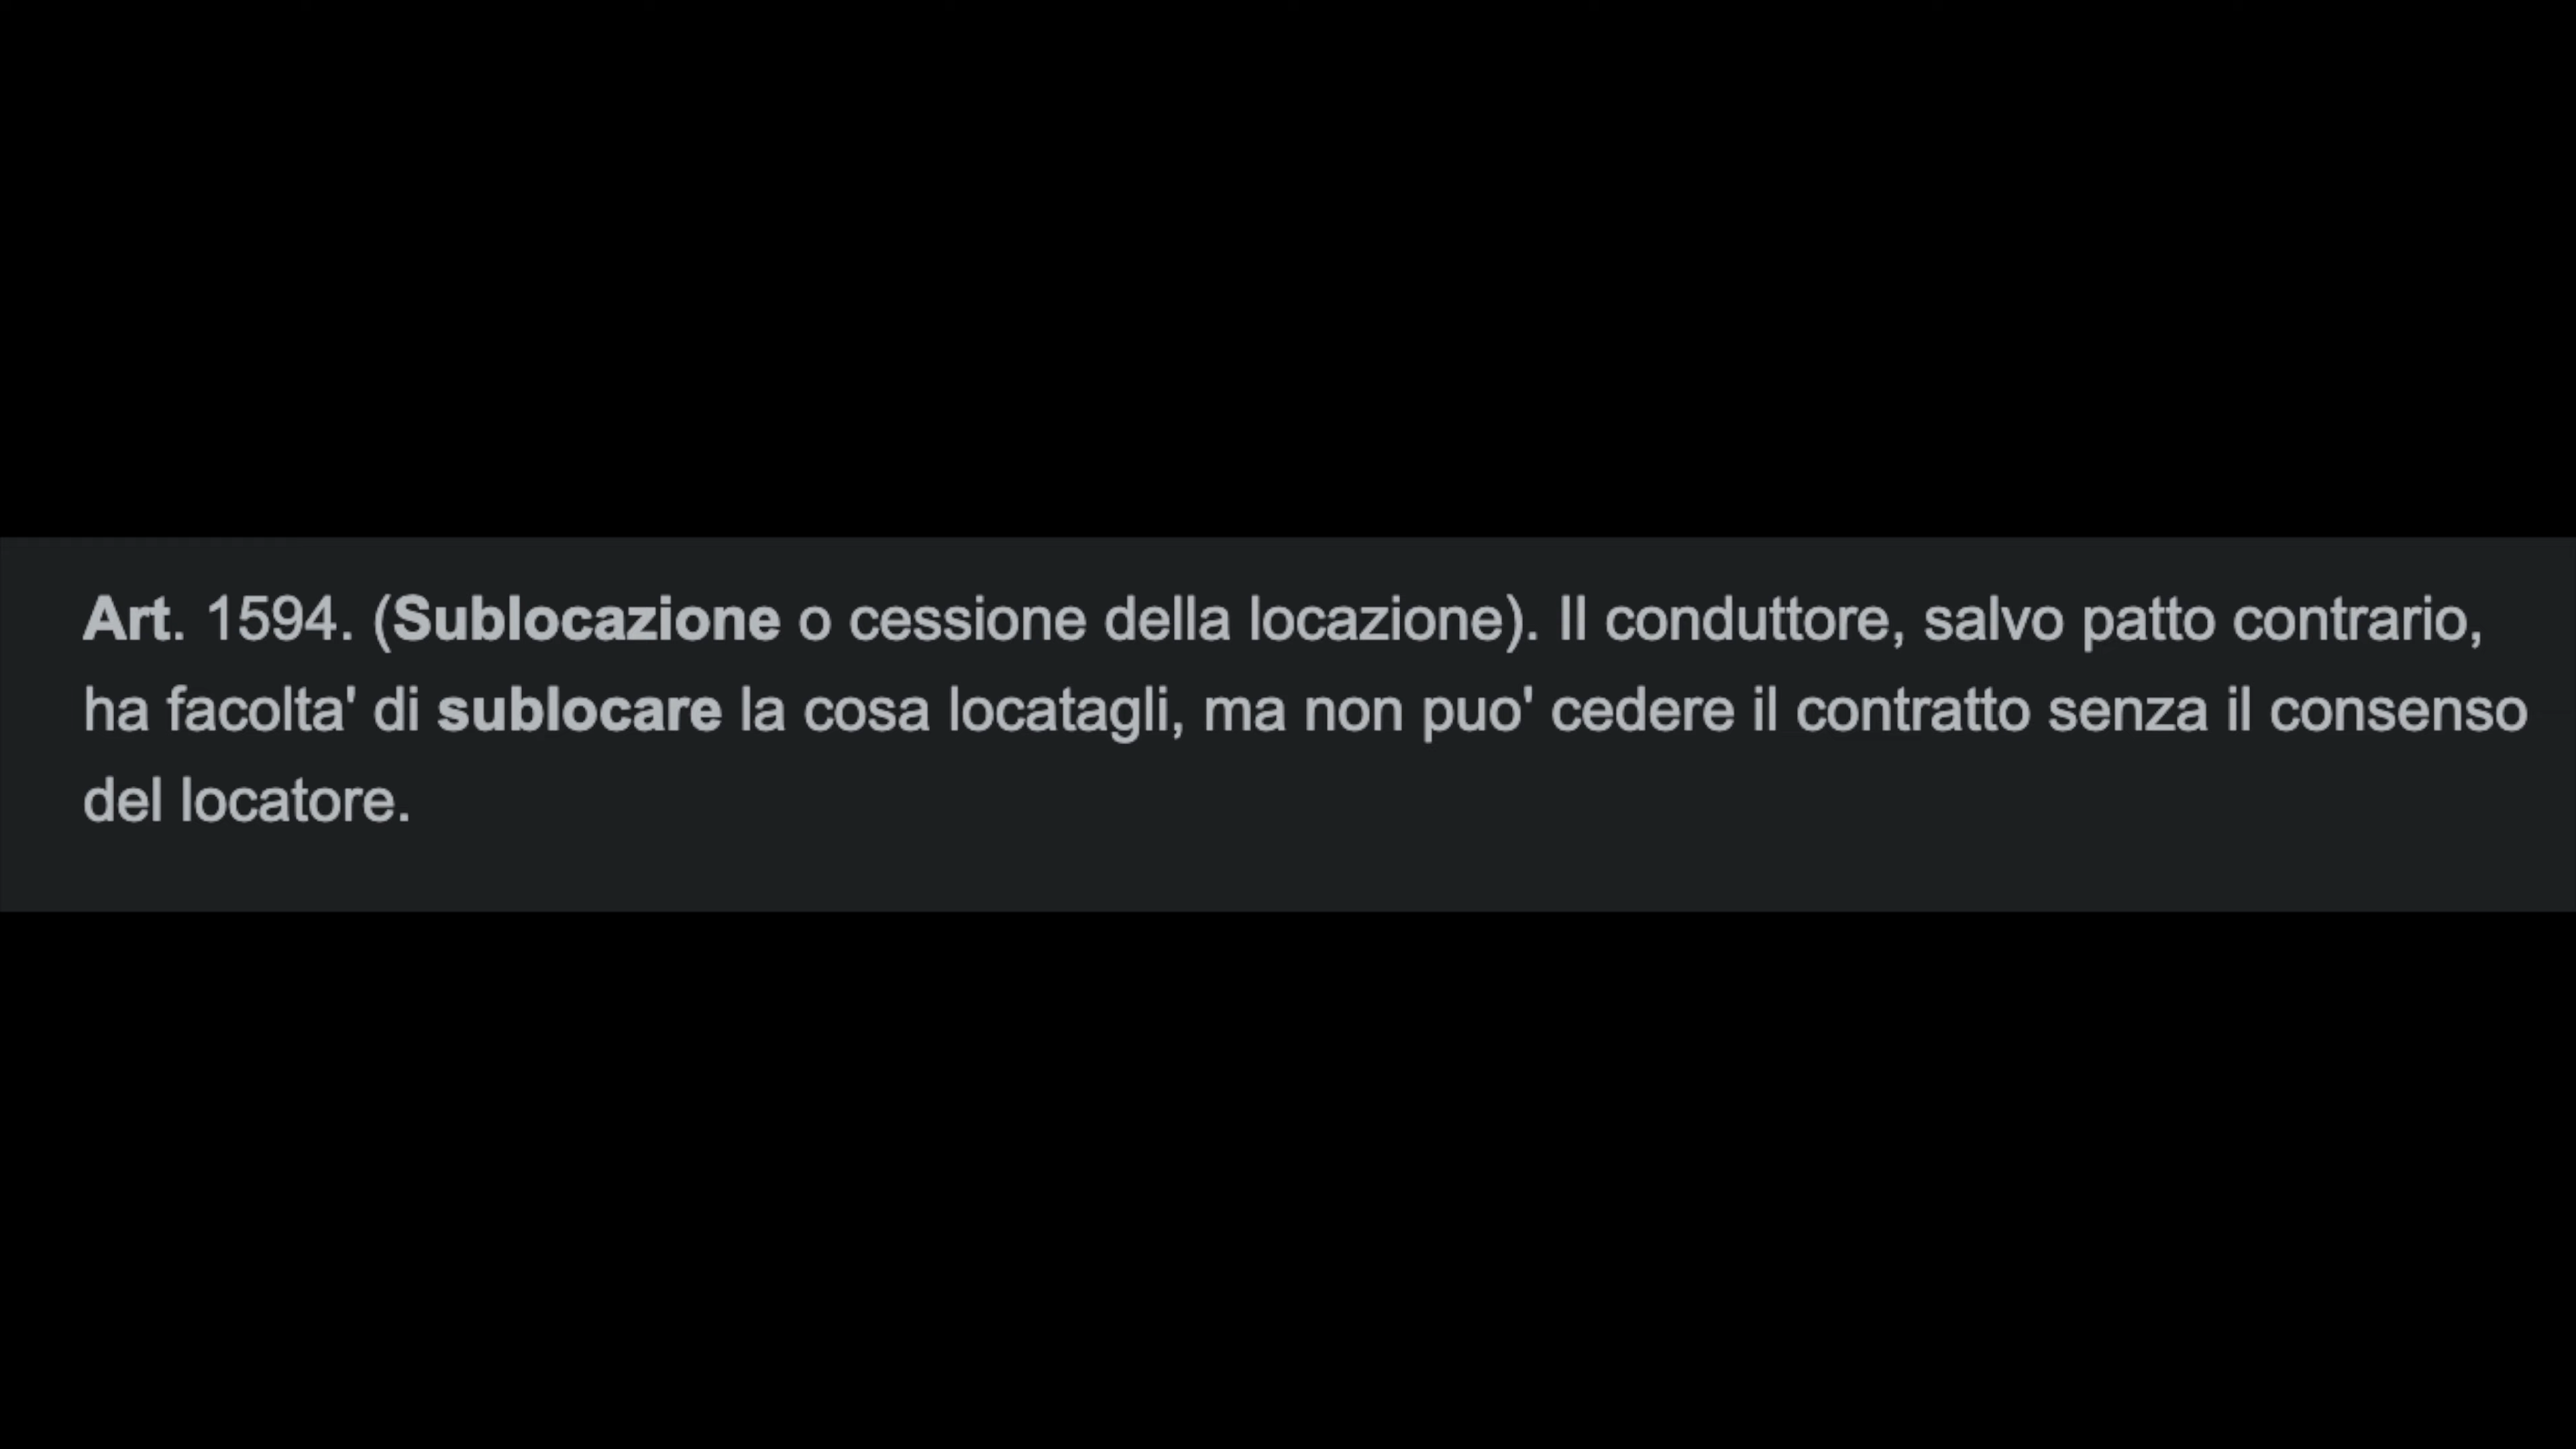 Art. 1594. (Sublocazione o cessione della locazione). Il conduttore, salvo patto contrario,
ha facolta' di sublocare la cosa locatagli, ma non puo' cedere il contratto senza il consenso
del locatore.